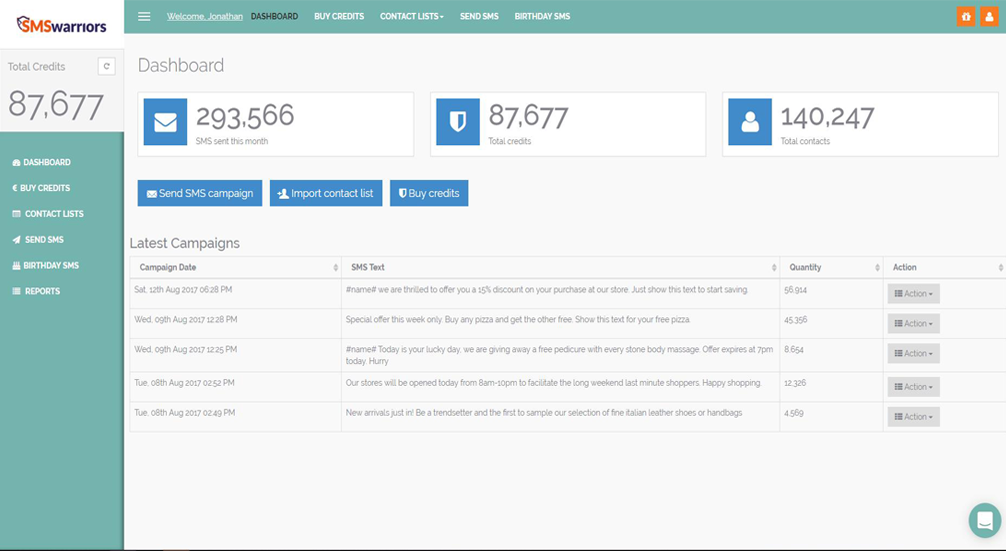 SMSwarriors
Welcome, Jonathan DASHBOARD BUY CREDITS CONTACT LISTS SEND SMS BIRTHDAY SMS
Total Credits
87,677
DASHBOARD
€ BUY CREDITS
CONTACT LISTS
SEND SMS
BIRTHDAY SMS
REPORTS
Dashboard
293,566
SMS sent this month
87,677
Total credits
140,247
Total contacts
Send SMS campaign Import contact list Buy credits
Latest Campaigns
Campaign Date SMS Text Quantity Action
Sat, 12th Aug 2017 06:28 PM #name# we are thrilled to offer you a 15% discount on your purchase at our store. Just show this text to start saving. 56,914 Action
Wed, 09th Aug 2017 12:28 PM Special offer this week only. Buy any pizza and get the other free. Show this text for your free pizza. 45,356 Action
Wed, 09th Aug 2017 12:25 PM #name# Today is your lucky day, we are giving away a free pedicure with every stone body massage. Offer expires at 7pm 8,654 Action
today. Hurry
Tue, 08th Aug 2017 02:52 PM Our stores will be opened today from 8am-10pm to facilitate the long weekend last minute shoppers. Happy shopping. 12,326 Action
Tue, 08th Aug 2017 02:49 PM New arrivals just in! Be a trendsetter and the first to sample our selection of fine italian leather shoes or handbags 4,569 Action